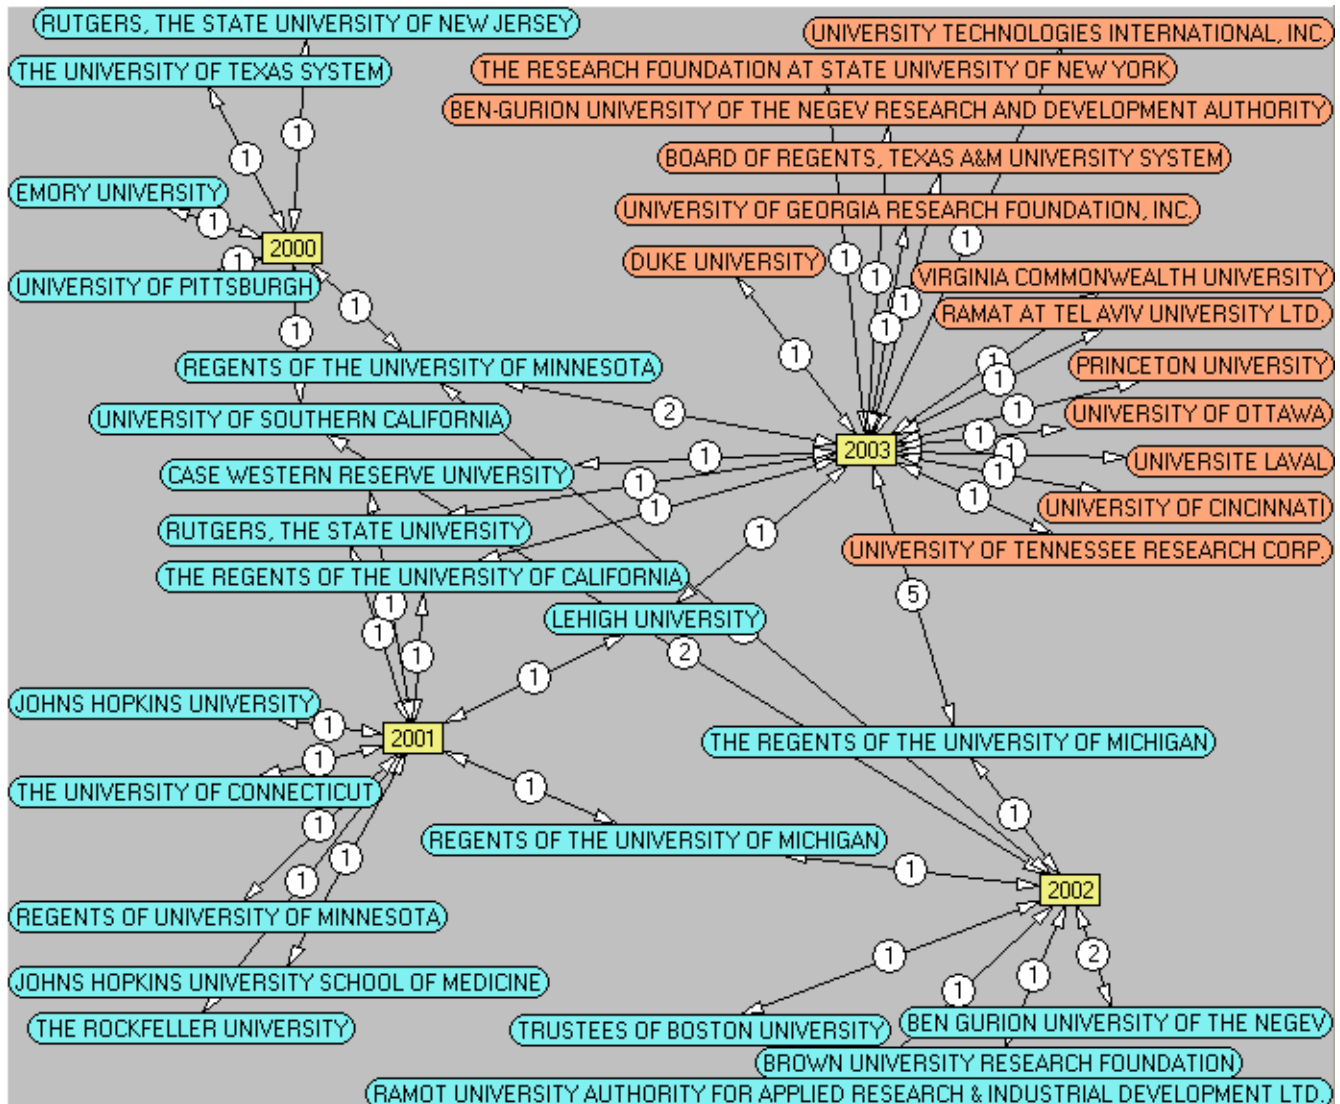 RUTGERS, THE STATE UNIVERSITY OF NEW JERSEY
UNIVERSITY TECHNOLOGIES INTERNATIONAL, INC.
THE UNIVERSITY OF TEXAS SYSTEM
THE RESEARCH FOUNDATION AT STATE UNIVERSITY OF NEW YORK
BEN-GURION UNIVERSITY OF THE NEGEV RESEARCH AND DEVELOPMENT AUTHORITY
1
1
BOARD OF REGENTS, TEXAS A&M UNIVERSITY SYSTEM
EMORY UNIVERSITY
UNIVERSITY OF GEORGIA RESEARCH FOUNDATION, INC.
1
2000
1
1
1
DUKE UNIVERSITY
1
1
VIRGINIA COMMONWEALTH UNIVERSITY
UNIVERSITY OF PITTSBURGH
1
1
RAMAT AT TEL AVIV UNIVERSITY LTD.
1
1
1
REGENTS OF THE UNIVERSITY OF MINNESOTA
1
1
PRINCETON UNIVERSITY
2
1
UNIVERSITY OF SOUTHERN CALIFORNIA
UNIVERSITY OF OTTAWA
1
2003
1
1
UNIVERSITE LAVAL
CASE WESTERN RESERVE UNIVERSITY
1
1
1
1
UNIVERSITY OF CINCINNATI
RUTGERS, THE STATE UNIVERSITY
1
UNIVERSITY OF TENNESSEE RESEARCH CORP.
THE REGENTS OF THE UNIVERSITY OF CALIFORNIA
5
1
LEHIGH UNIVERSITY
1
1
2
1
JOHNS HOPKINS UNIVERSITY
1
2001
THE REGENTS OF THE UNIVERSITY OF MICHIGAN
1
THE UNIVERSITY OF CONNECTICUT
1
1
1
REGENTS OF THE UNIVERSITY OF MICHIGAN
1
1
1
2002
REGENTS OF UNIVERSITY OF MINNESOTA
1
2
JOHNS HOPKINS UNIVERSITY SCHOOL OF MEDICINE
1
1
THE ROCKFELLER UNIVERSITY
TRUSTEES OF BOSTON UNIVERSITY
BEN GURION UNIVERSITY OF THE NEGEV
BROWN UNIVERSITY RESEARCH FOUNDATION
RAMOT UNIVERSITY AUTHORITY FOR APPLIED RESEARCH & INDUSTRIAL DEVELOPMENT LTD.